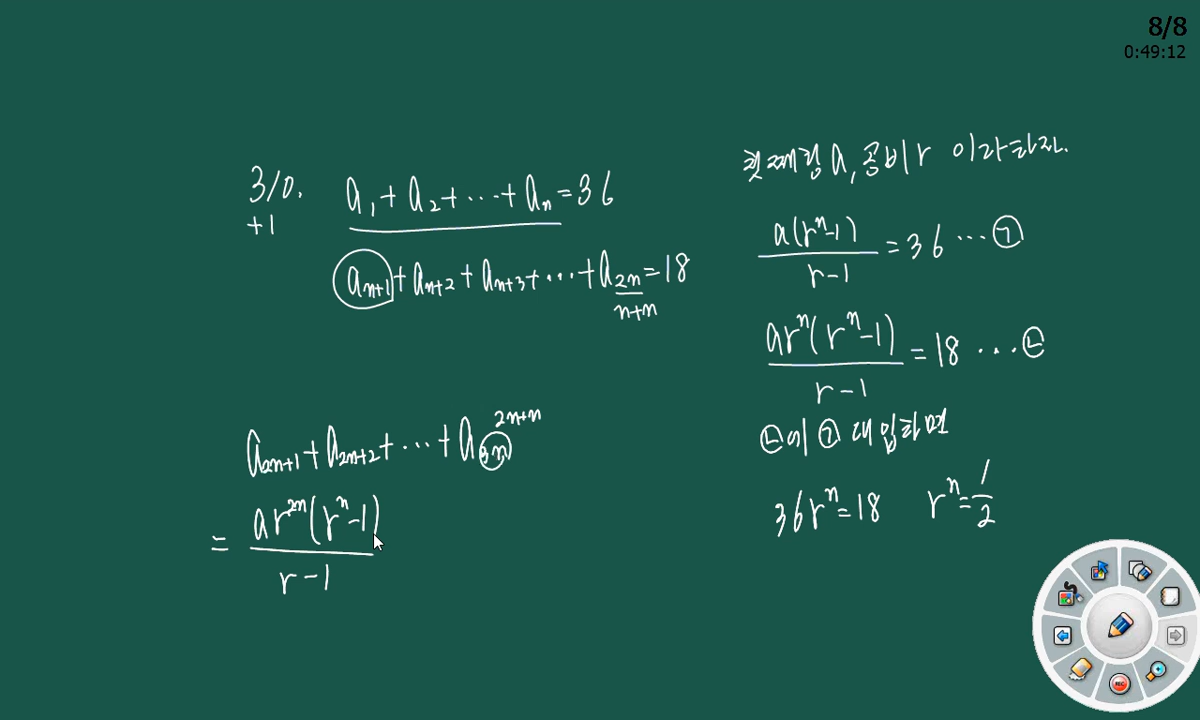 8/8
0:49:12
310.
+1
a₁+a₂+⋯+aₙ=36
aₙ₊₁+aₙ₊₂+aₙ₊₃+⋯+a₂ₙ=18
n+n
a₂ₙ₊₁+a₂ₙ₊₂+⋯+a₃ₙ
2n+n
= ar²ⁿ(rⁿ-1)/(r-1)
첫째항 a, 공비 r 이라하자.
a(rⁿ-1)/(r-1)=36 ⋯㉠
arⁿ(rⁿ-1)/(r-1)=18 ⋯㉡
㉡에 ㉠ 대입하면
36rⁿ=18 rⁿ=1/2
REC